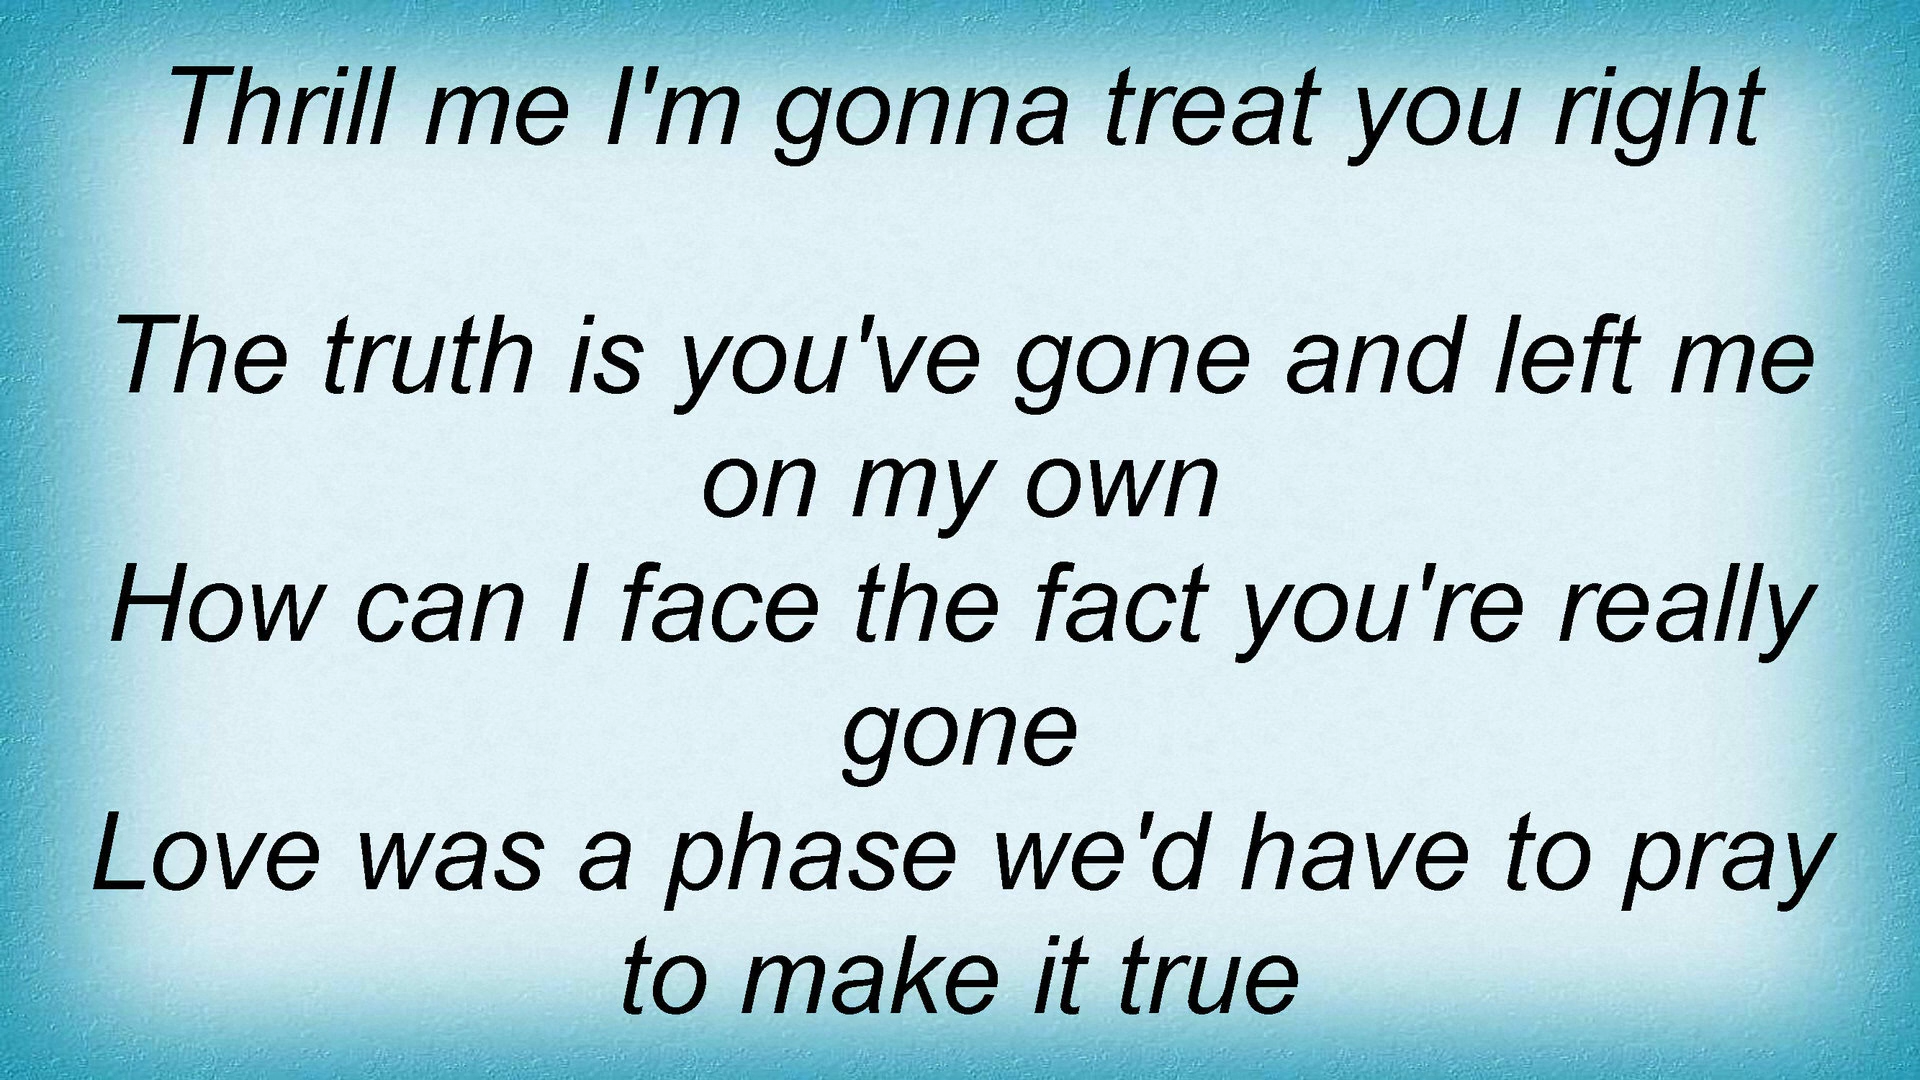 Thrill me I'm gonna treat you right
The truth is you've gone and left me
on my own
How can I face the fact you're really
gone
Love was a phase we'd have to pray
to make it true